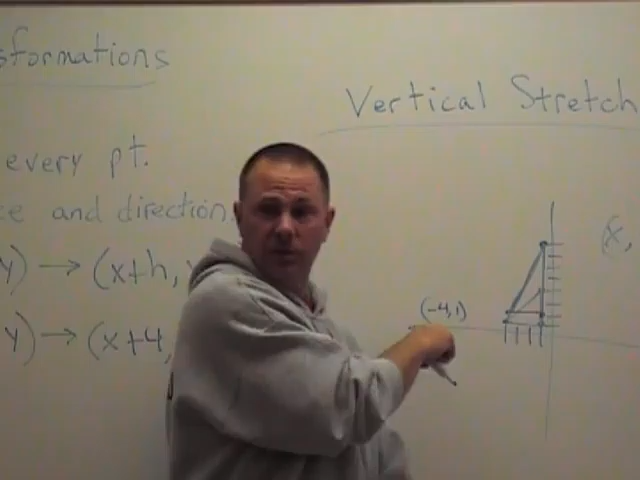 sformations
every pt.
ce and direction.
y) → (x+h,
y) → (x+4,
Vertical Stretch
(-4,1)
(x,